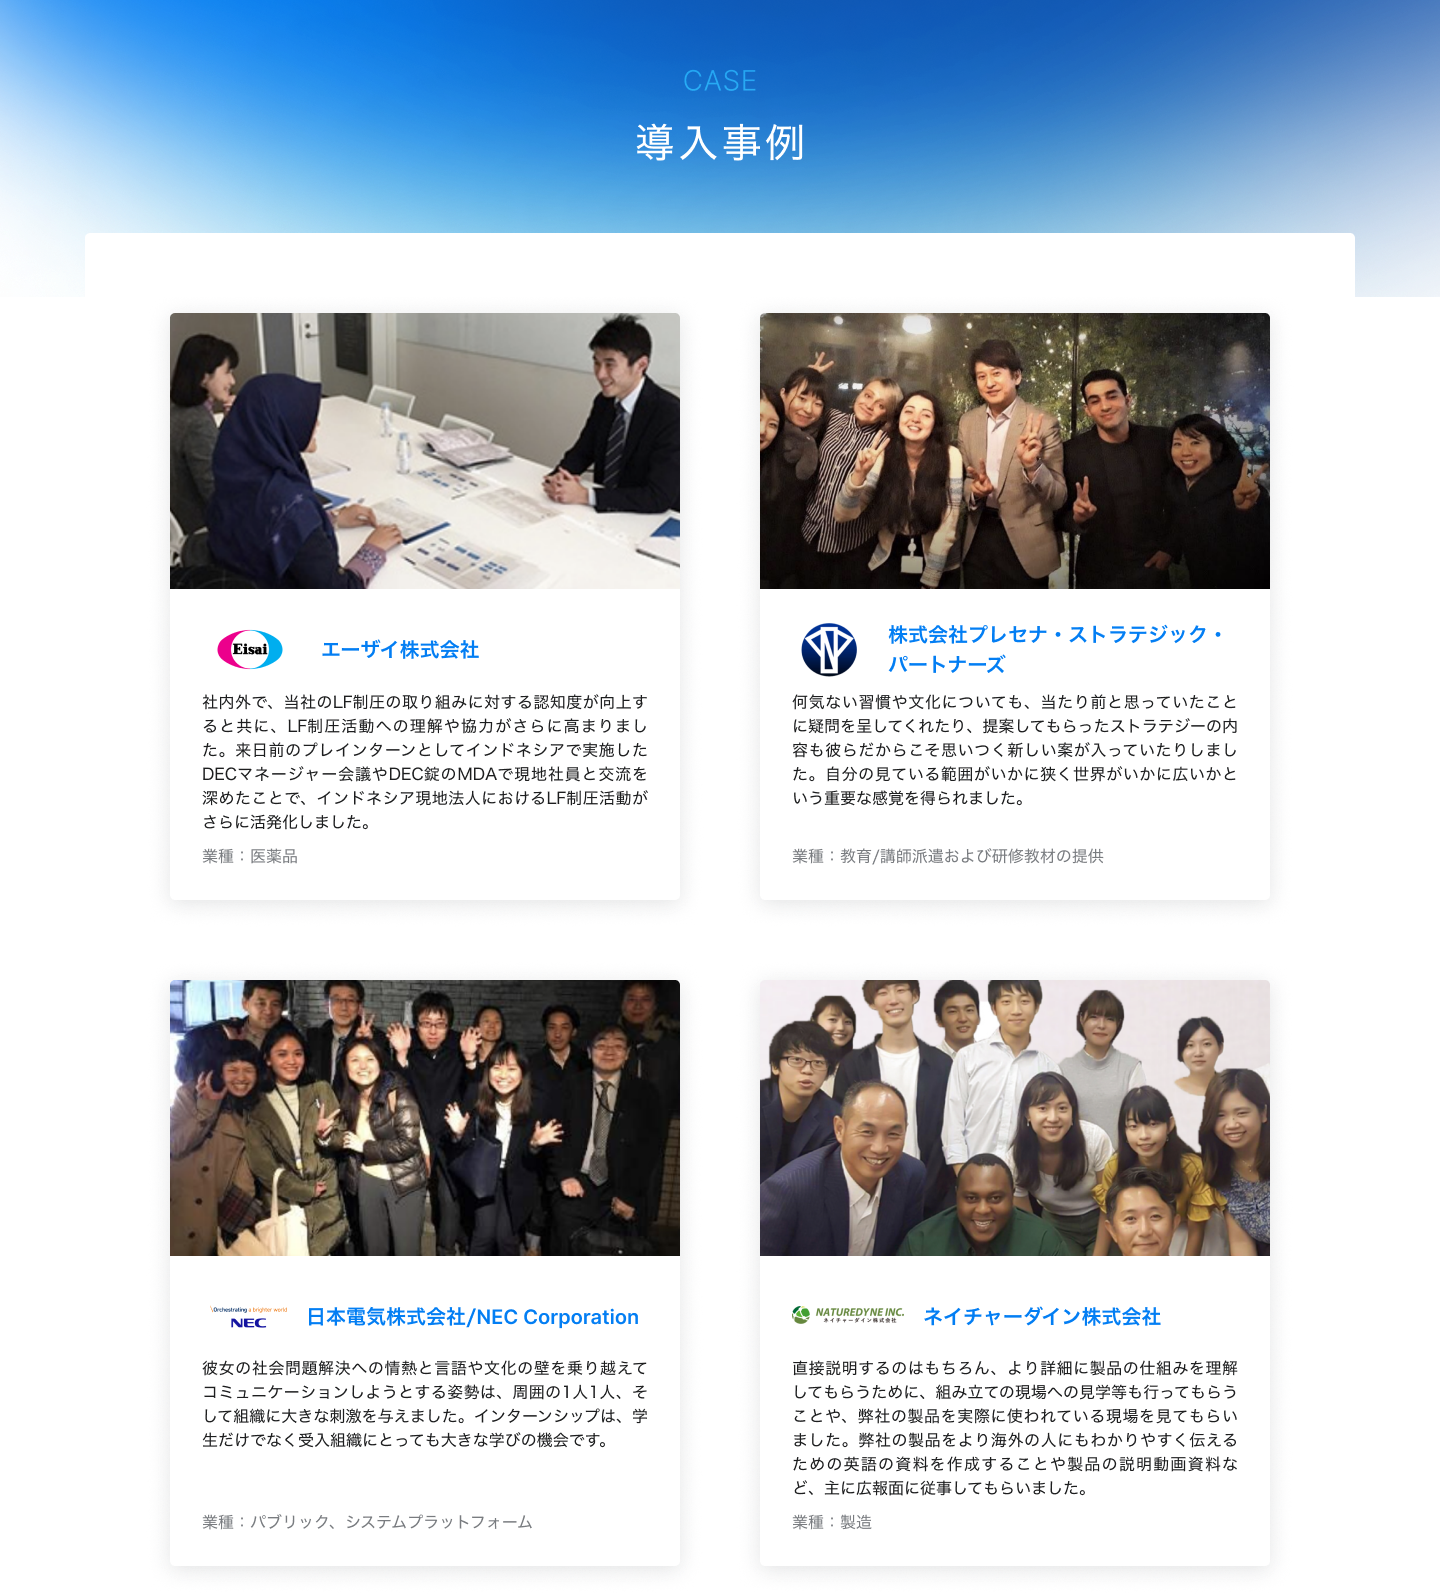 CASE
導入事例
Eisai
エーザイ株式会社
社内外で、当社のLF制圧の取り組みに対する認知度が向上す
ると共に、LF制圧活動への理解や協力がさらに高まりまし
た。来日前のプレインターンとしてインドネシアで実施した
DECマネージャー会議やDEC錠のMDAで現地社員と交流を
深めたことで、インドネシア現地法人におけるLF制圧活動が
さらに活発化しました。
業種：医薬品
株式会社プレセナ・ストラテジック・
パートナーズ
何気ない習慣や文化についても、当たり前と思っていたこと
に疑問を呈してくれたり、提案してもらったストラテジーの内
容も彼らだからこそ思いつく新しい案が入っていたりしまし
た。自分の見ている範囲がいかに狭く世界がいかに広いかと
いう重要な感覚を得られました。
業種：教育/講師派遣および研修教材の提供
\Orchestrating a brighter world
NEC
日本電気株式会社/NEC Corporation
彼女の社会問題解決への情熱と言語や文化の壁を乗り越えて
コミュニケーションしようとする姿勢は、周囲の1人1人、そ
して組織に大きな刺激を与えました。インターンシップは、学
生だけでなく受入組織にとっても大きな学びの機会です。
業種：パブリック、システムプラットフォーム
NATUREDYNE INC.
ネイチャーダイン株式会社
ネイチャーダイン株式会社
直接説明するのはもちろん、より詳細に製品の仕組みを理解
してもらうために、組み立ての現場への見学等も行ってもらう
ことや、弊社の製品を実際に使われている現場を見てもらい
ました。弊社の製品をより海外の人にもわかりやすく伝える
ための英語の資料を作成することや製品の説明動画資料な
ど、主に広報面に従事してもらいました。
業種：製造